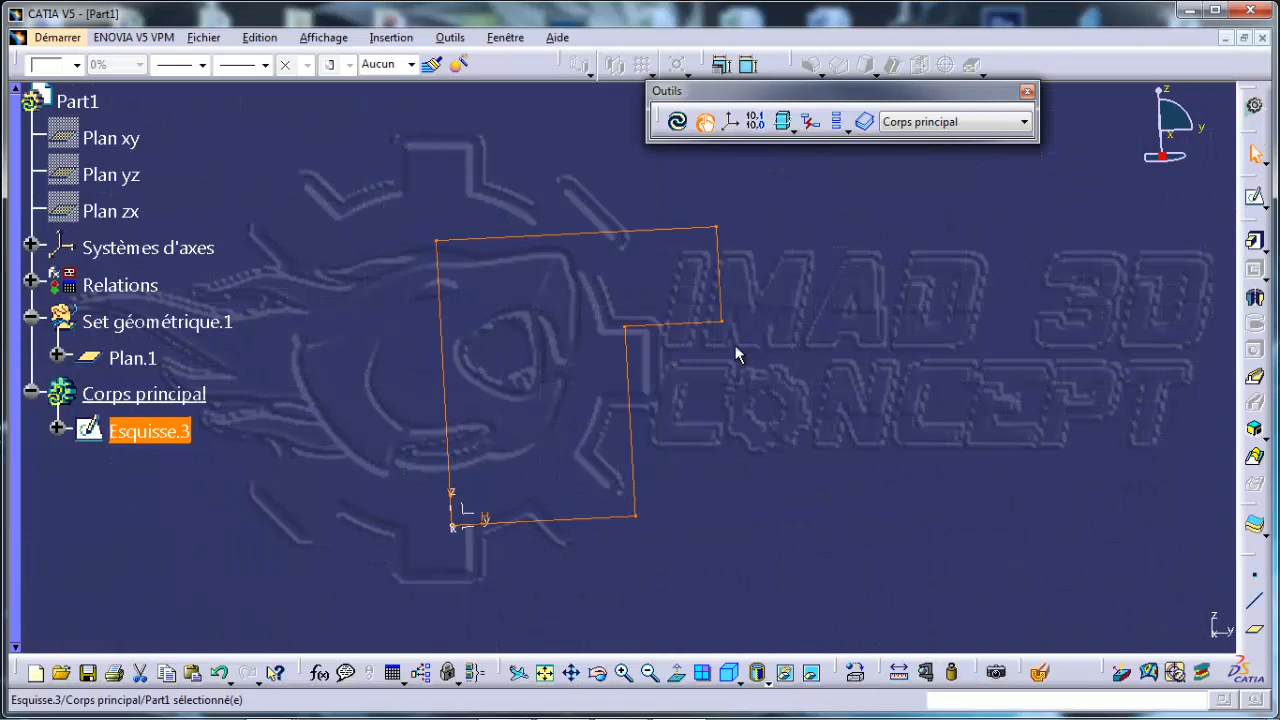 CATIA V5 - [Part1]
Démarrer ENOVIA V5 VPM Fichier Edition Affichage Insertion Outils Fenêtre Aide
0% Aucun
Outils
Corps principal
Part1
Plan xy
Plan yz
Plan zx
Systèmes d'axes
Relations
Set géométrique.1
Plan.1
Corps principal
Esquisse.3
z
y
x
IMAD 3D
CONCEPT
z
y
z
y
x
CATIA
Esquisse.3/Corps principal/Part1 sélectionné(e)